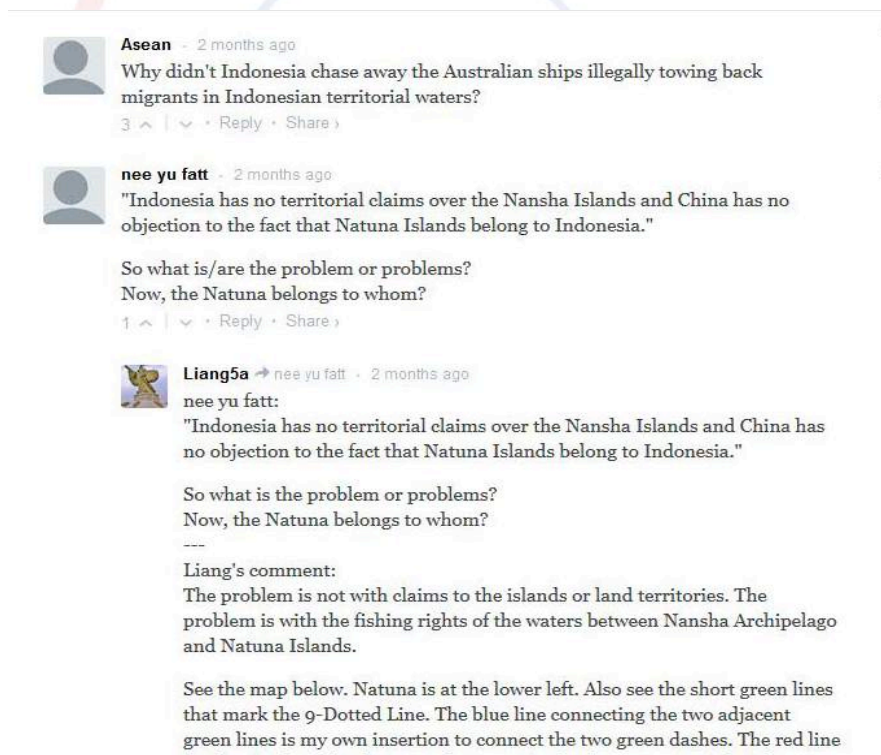 Asean · 2 months ago
Why didn't Indonesia chase away the Australian ships illegally towing back
migrants in Indonesian territorial waters?
3 · Reply · Share ›
nee yu fatt · 2 months ago
"Indonesia has no territorial claims over the Nansha Islands and China has no
objection to the fact that Natuna Islands belong to Indonesia."
So what is/are the problem or problems?
Now, the Natuna belongs to whom?
1 · Reply · Share ›
Liang5a → nee yu fatt · 2 months ago
nee yu fatt:
"Indonesia has no territorial claims over the Nansha Islands and China has
no objection to the fact that Natuna Islands belong to Indonesia."
So what is the problem or problems?
Now, the Natuna belongs to whom?
---
Liang's comment:
The problem is not with claims to the islands or land territories. The
problem is with the fishing rights of the waters between Nansha Archipelago
and Natuna Islands.
See the map below. Natuna is at the lower left. Also see the short green lines
that mark the 9-Dotted Line. The blue line connecting the two adjacent
green lines is my own insertion to connect the two green dashes. The red line